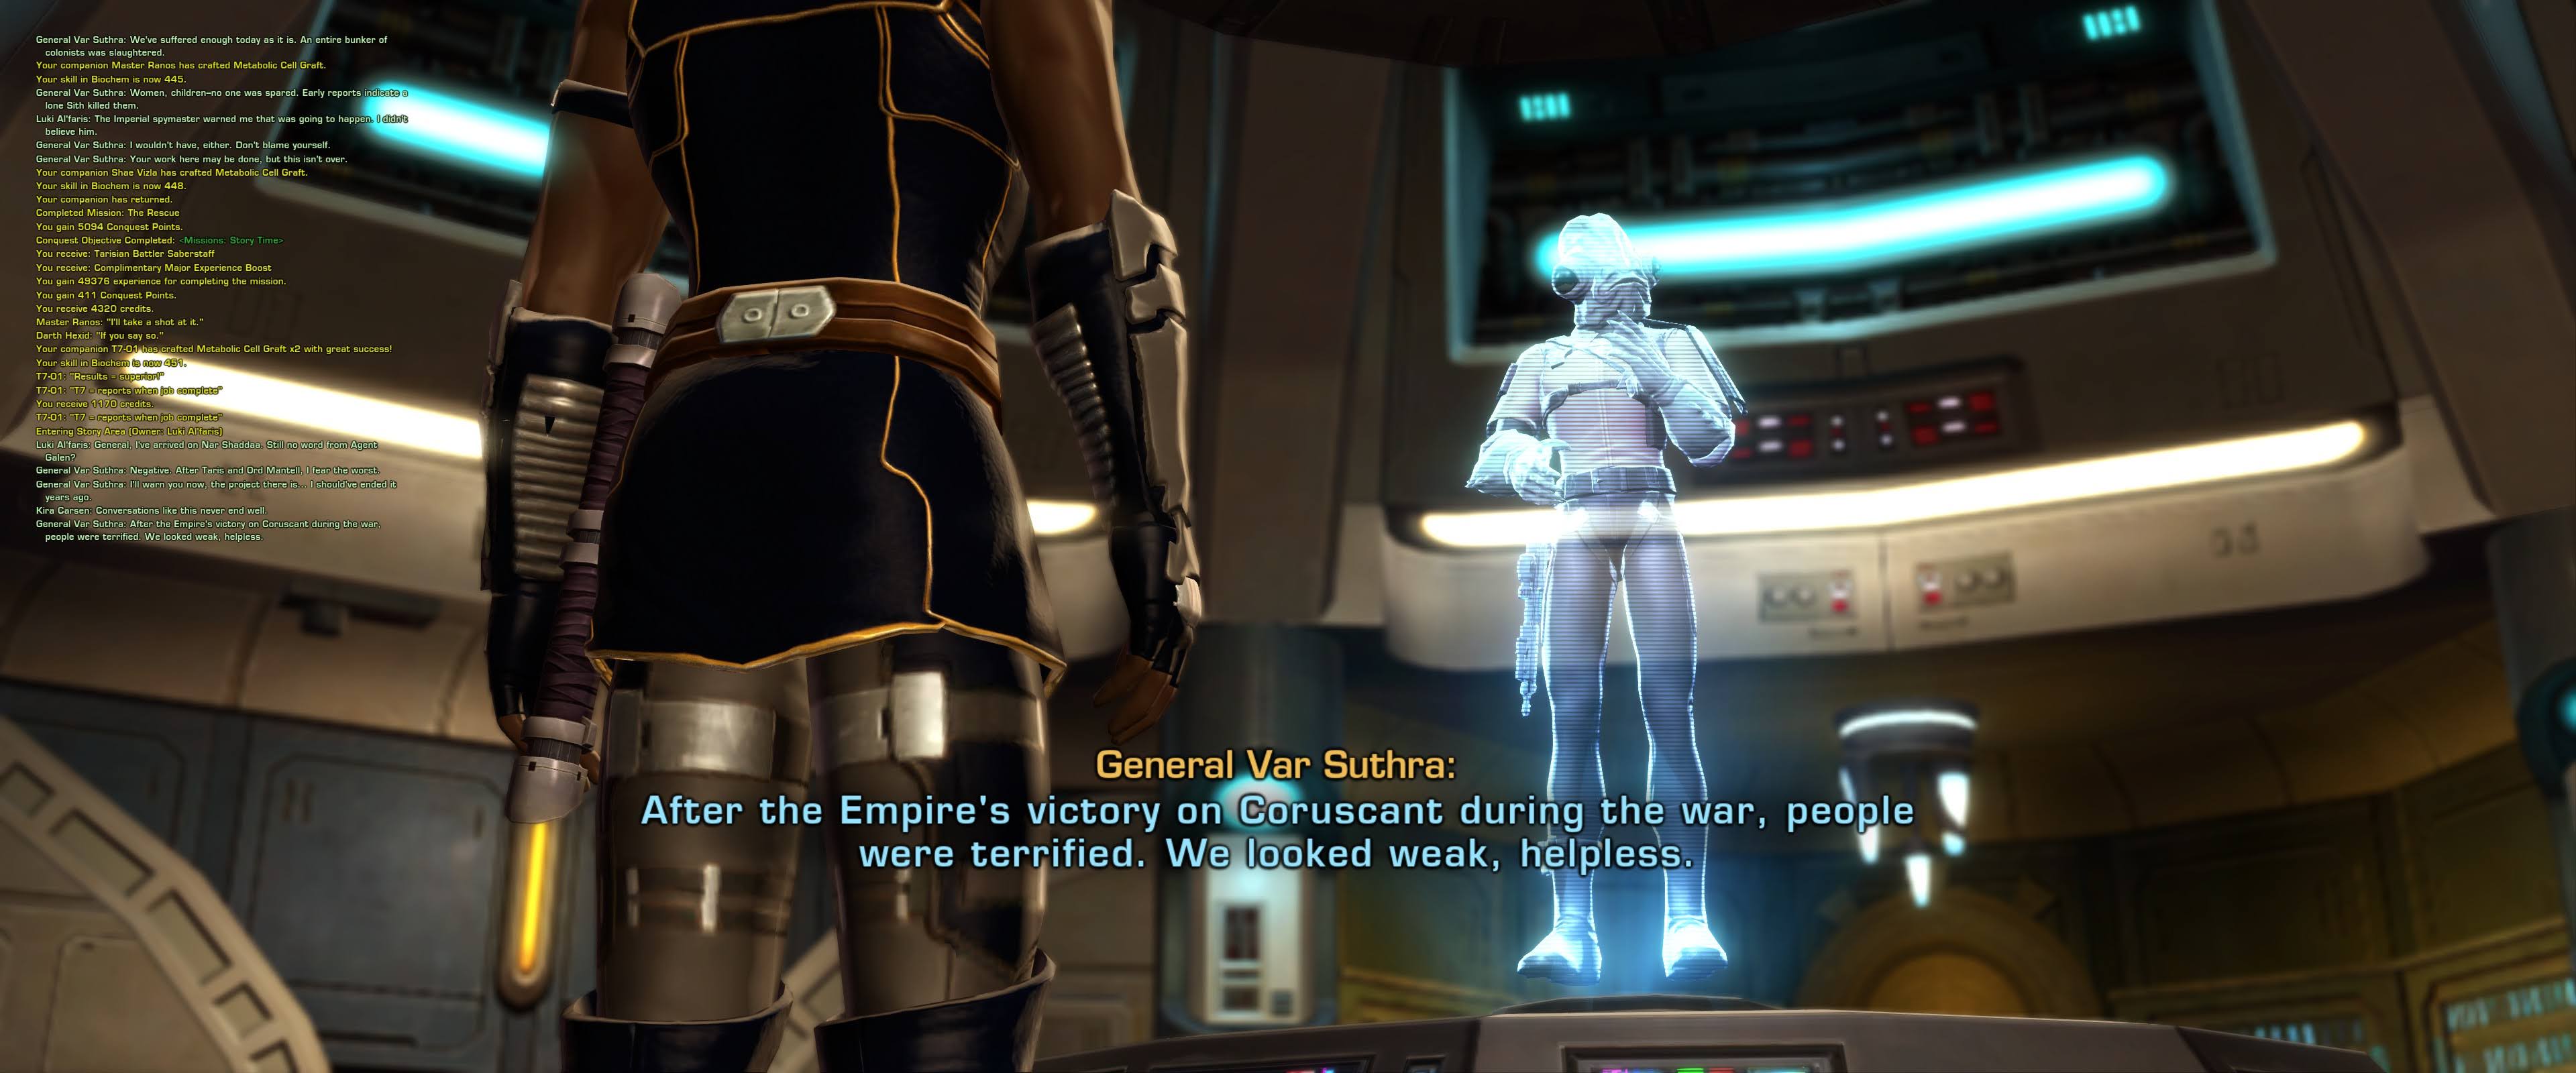 General Var Suthra: We've suffered enough today as it is. An entire bunker of
colonists was slaughtered.
Your companion Master Ranos has crafted Metabolic Cell Graft.
Your skill in Biochem is now 445.
General Var Suthra: Women, children—no one was spared. Early reports indicate a
lone Sith killed them.
Luki Al'faris: The Imperial spymaster warned me that was going to happen. I didn't
believe him.
General Var Suthra: I wouldn't have, either. Don't blame yourself.
General Var Suthra: Your work here may be done, but this isn't over.
Your companion Shae Vizla has crafted Metabolic Cell Graft.
Your skill in Biochem is now 448.
Your companion has returned.
Completed Mission: The Rescue
You gain 5094 Conquest Points.
Conquest Objective Completed: <Missions: Story Time>
You receive: Tarisian Battler Saberstaff
You receive: Complimentary Major Experience Boost
You gain 49376 experience for completing the mission.
You gain 411 Conquest Points.
You receive 4320 credits.
Master Ranos: "I'll take a shot at it."
Darth Hexid: "If you say so."
Your companion T7-01 has crafted Metabolic Cell Graft x2 with great success!
Your skill in Biochem is now 451.
T7-01: "Results = superior!"
T7-01: "T7 = reports when job complete"
You receive 1170 credits.
T7-01: "T7 = reports when job complete"
Entering Story Area (Owner: Luki Al'faris)
Luki Al'faris: General, I've arrived on Nar Shaddaa. Still no word from Agent
Galen?
General Var Suthra: Negative. After Taris and Ord Mantell, I fear the worst.
General Var Suthra: I'll warn you now, the project there is... I should've ended it
years ago.
Kira Carsen: Conversations like this never end well.
General Var Suthra: After the Empire's victory on Coruscant during the war,
people were terrified. We looked weak, helpless.
General Var Suthra:
After the Empire's victory on Coruscant during the war, people
were terrified. We looked weak, helpless.